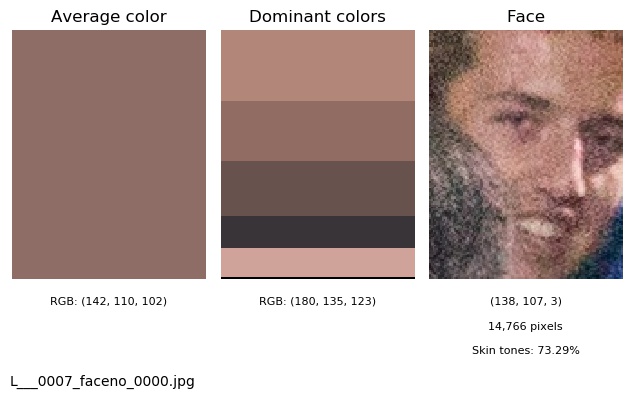 Average color
Dominant colors
Face
RGB: (142, 110, 102)
RGB: (180, 135, 123)
(138, 107, 3)
14,766 pixels
Skin tones: 73.29%
L___0007_faceno_0000.jpg